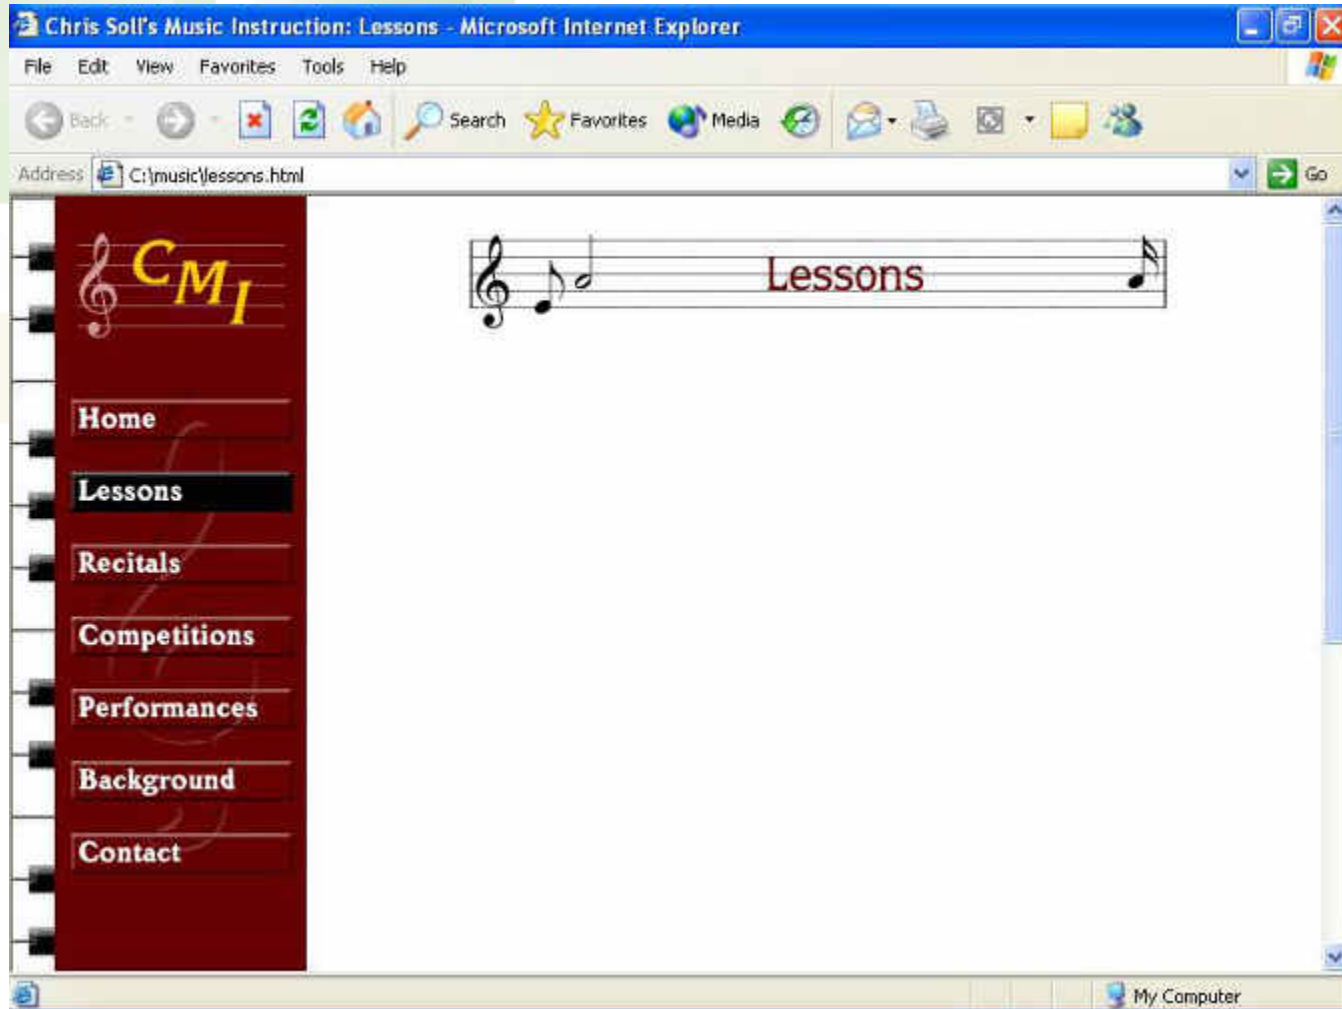 Chris Soll's Music Instruction: Lessons - Microsoft Internet Explorer
File Edit View Favorites Tools Help
Back Search Favorites Media
Address C:\music\lessons.html Go
CMI
Lessons
Home
Lessons
Recitals
Competitions
Performances
Background
Contact
My Computer